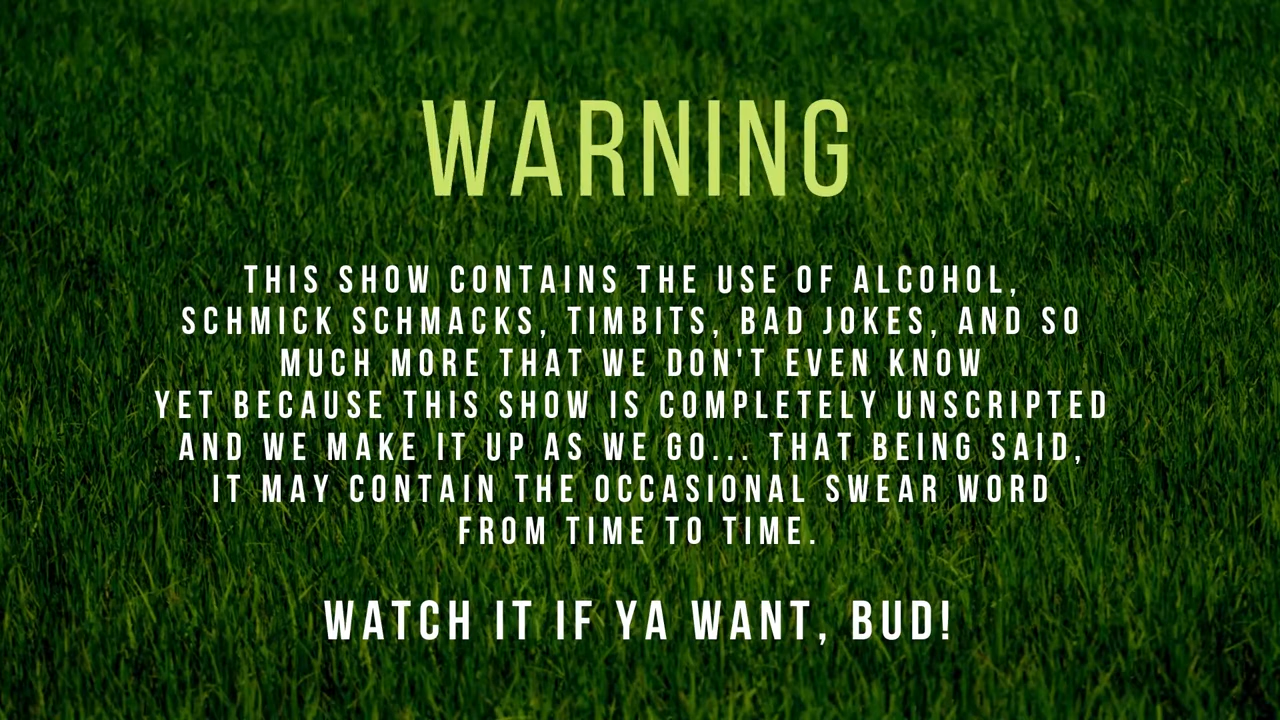 WARNING
THIS SHOW CONTAINS THE USE OF ALCOHOL,
SCHMICK SCHMACKS, TIMBITS, BAD JOKES, AND SO
MUCH MORE THAT WE DON'T EVEN KNOW
YET BECAUSE THIS SHOW IS COMPLETELY UNSCRIPTED
AND WE MAKE IT UP AS WE GO... THAT BEING SAID,
IT MAY CONTAIN THE OCCASIONAL SWEAR WORD
FROM TIME TO TIME.
WATCH IT IF YA WANT, BUD!